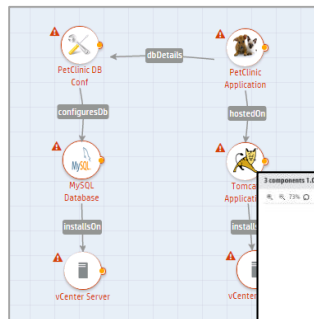 dbDetails
PetClinic DB
Conf
PetClinic
Application
configuresDb
hostedOn
MySQL
MySQL
Database
Tomca
Applicatio
3 components 1.0
73%
installsOn
installs
vCenter Server
vCenter